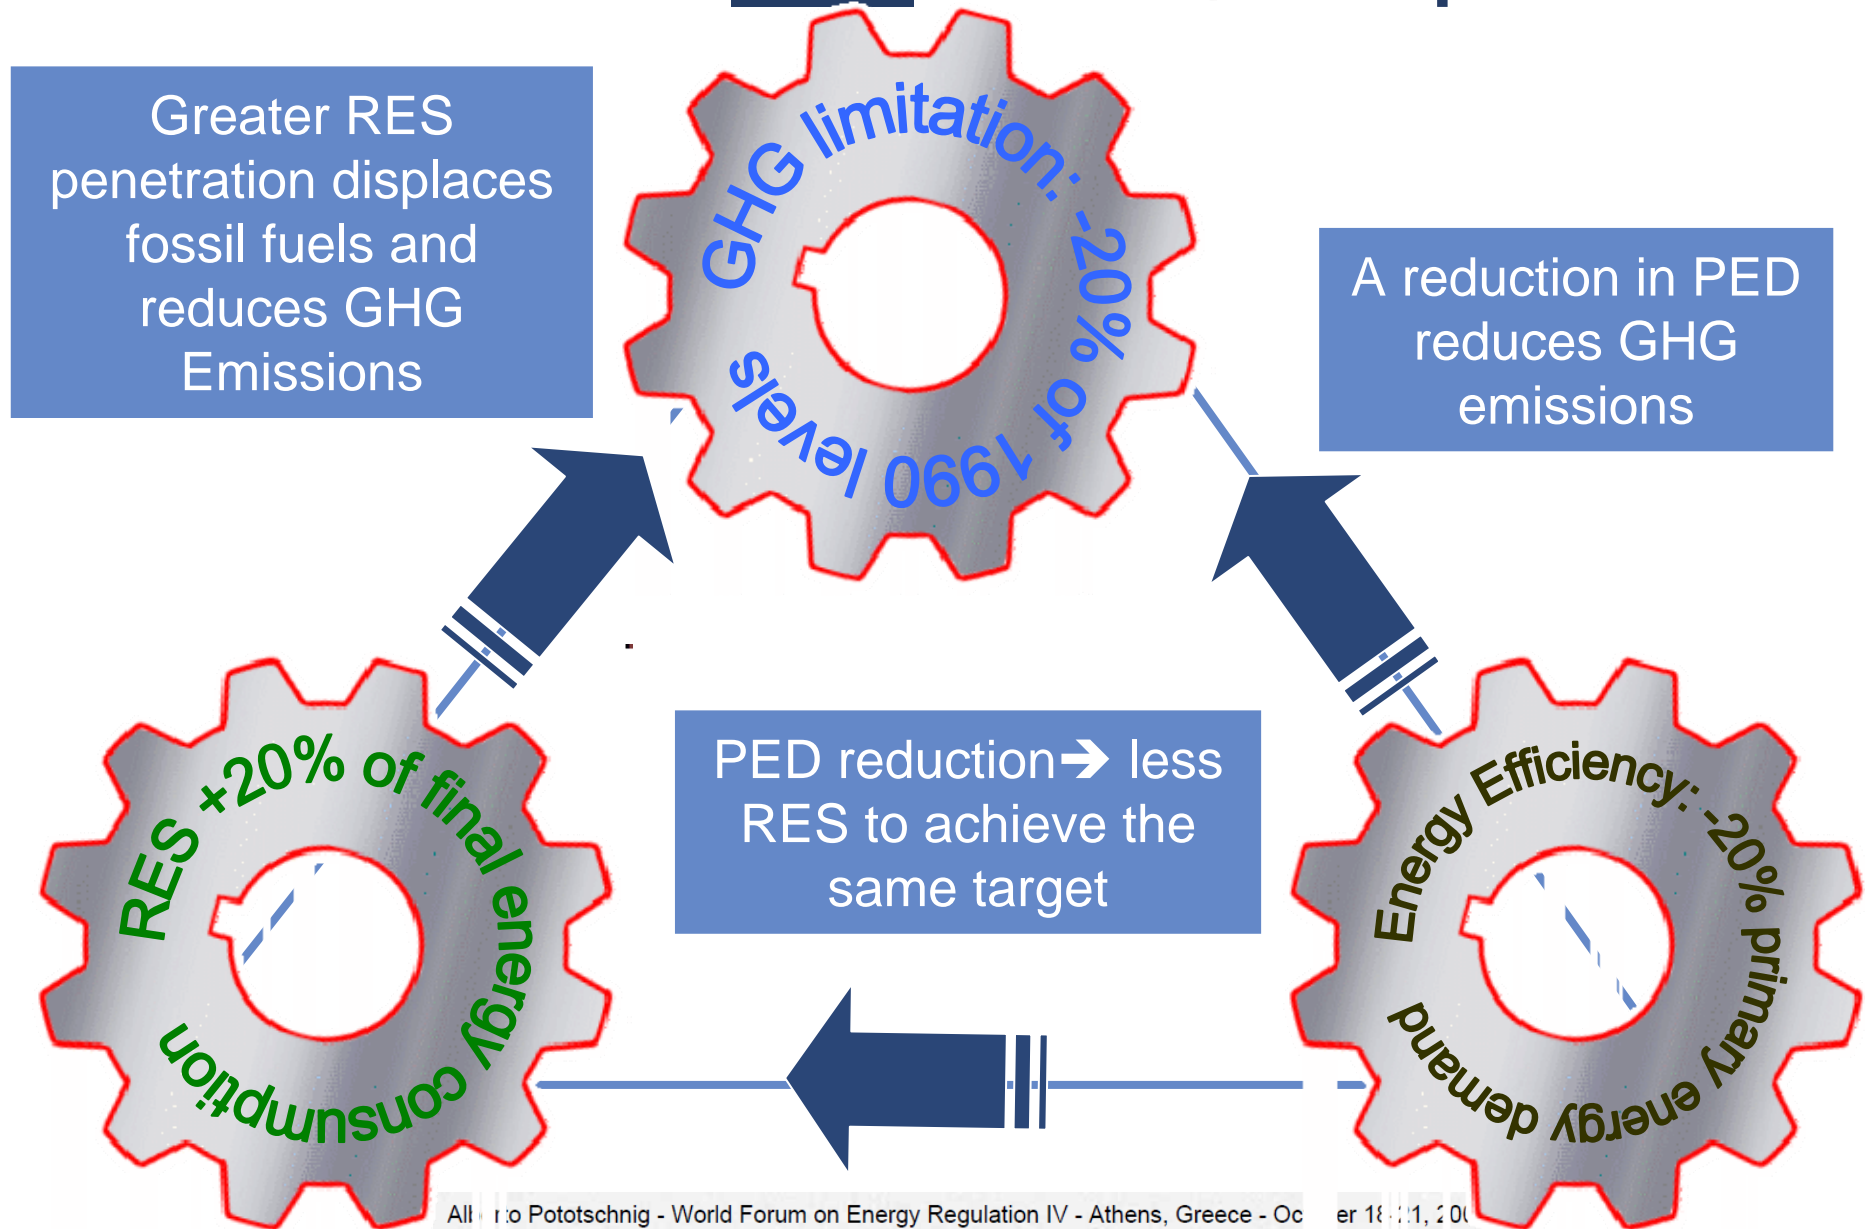 Greater RES
penetration displaces
fossil fuels and
reduces GHG
Emissions
GHG limitation: -20% of 1990 levels
A reduction in PED
reduces GHG
emissions
RES +20% of final energy consumption
PED reduction➔ less
RES to achieve the
same target
Energy Efficiency: -20% primary energy demand
Pototschnig - World Forum on Energy Regulation IV - Athens, Greece -